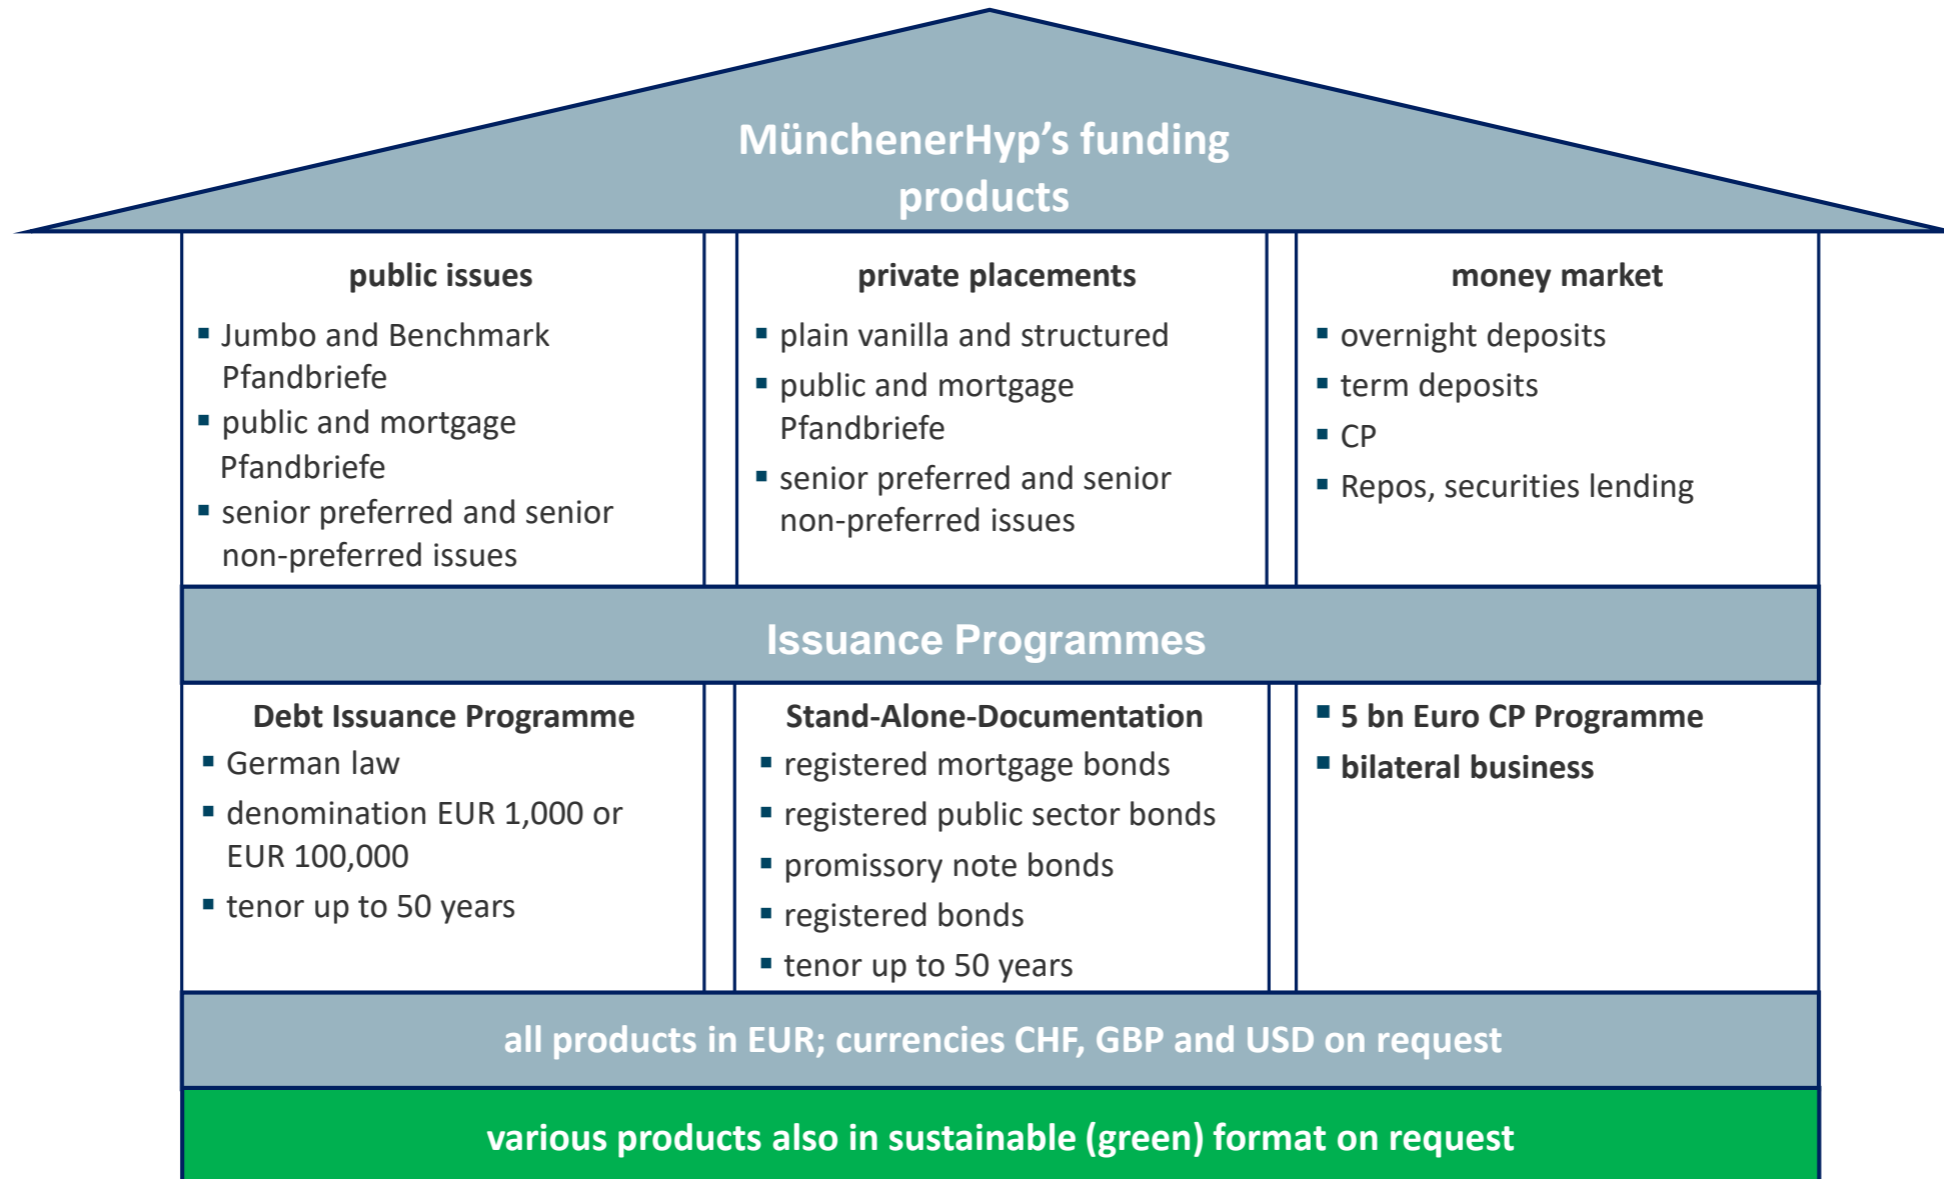 MünchenerHyp’s funding
products
public issues
▪ Jumbo and Benchmark
Pfandbriefe
▪ public and mortgage
Pfandbriefe
▪ senior preferred and senior
non-preferred issues
private placements
▪ plain vanilla and structured
▪ public and mortgage
Pfandbriefe
▪ senior preferred and senior
non-preferred issues
money market
▪ overnight deposits
▪ term deposits
▪ CP
▪ Repos, securities lending
Issuance Programmes
Debt Issuance Programme
▪ German law
▪ denomination EUR 1,000 or
EUR 100,000
▪ tenor up to 50 years
Stand-Alone-Documentation
▪ registered mortgage bonds
▪ registered public sector bonds
▪ promissory note bonds
▪ registered bonds
▪ tenor up to 50 years
▪ 5 bn Euro CP Programme
▪ bilateral business
all products in EUR; currencies CHF, GBP and USD on request
various products also in sustainable (green) format on request